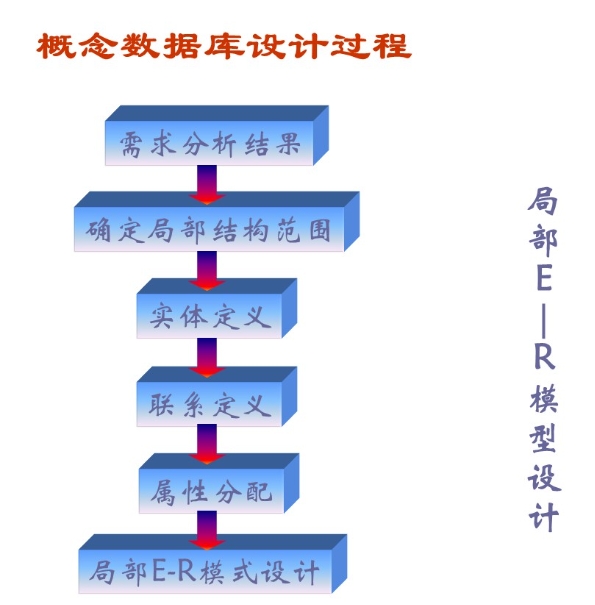 概念数据库设计过程
需求分析结果
确定局部结构范围
实体定义
联系定义
属性分配
局部E-R模式设计
局部E—R模型设计